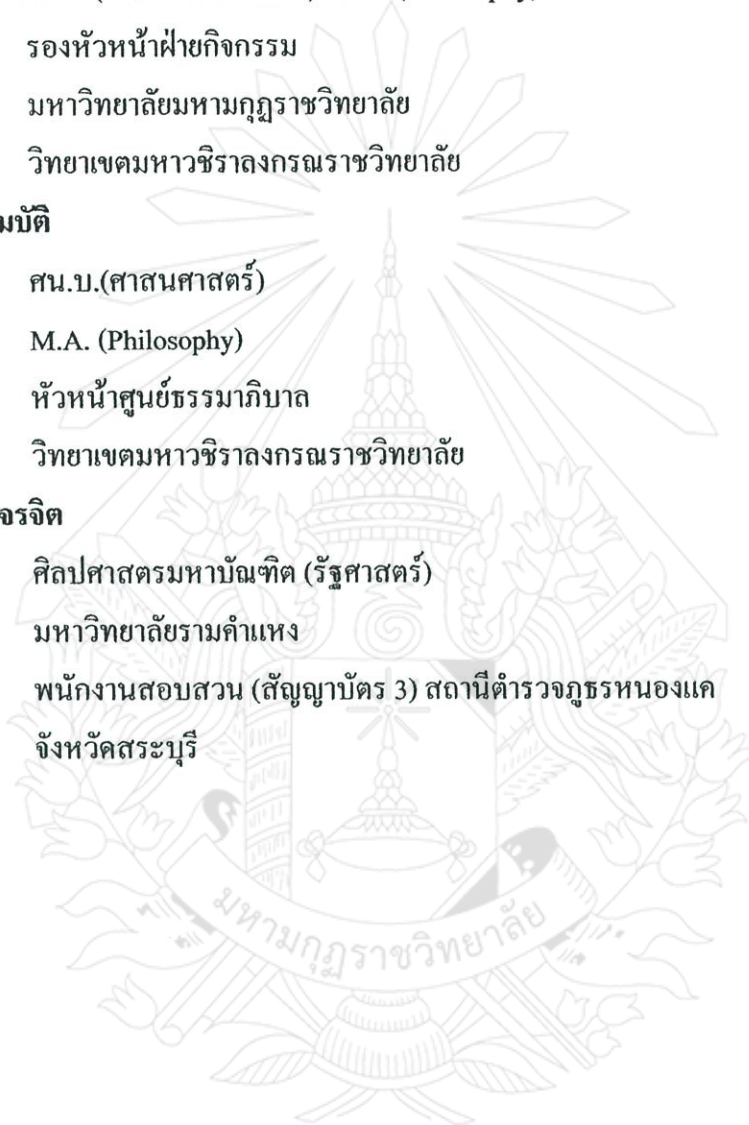 รองหัวหน้าฝ่ายกิจกรรม
มหาวิทยาลัยมหามกุฏราชวิทยาลัย
วิทยาเขตมหาวชิราลงกรณราชวิทยาลัย
มบัติ
ศน.บ.(ศาสนศาสตร์)
M.A. (Philosophy)
หัวหน้าศูนย์ธรรมาภิบาล
วิทยาเขตมหาวชิราลงกรณราชวิทยาลัย
จรจิต
ศิลปศาสตรมหาบัณฑิต (รัฐศาสตร์)
มหาวิทยาลัยรามคำแหง
พนักงานสอบสวน (สัญญาบัตร 3) สถานีตำรวจภูธรหนองแค
จังหวัดสระบุรี
มหามกุฏราชวิทยาลัย